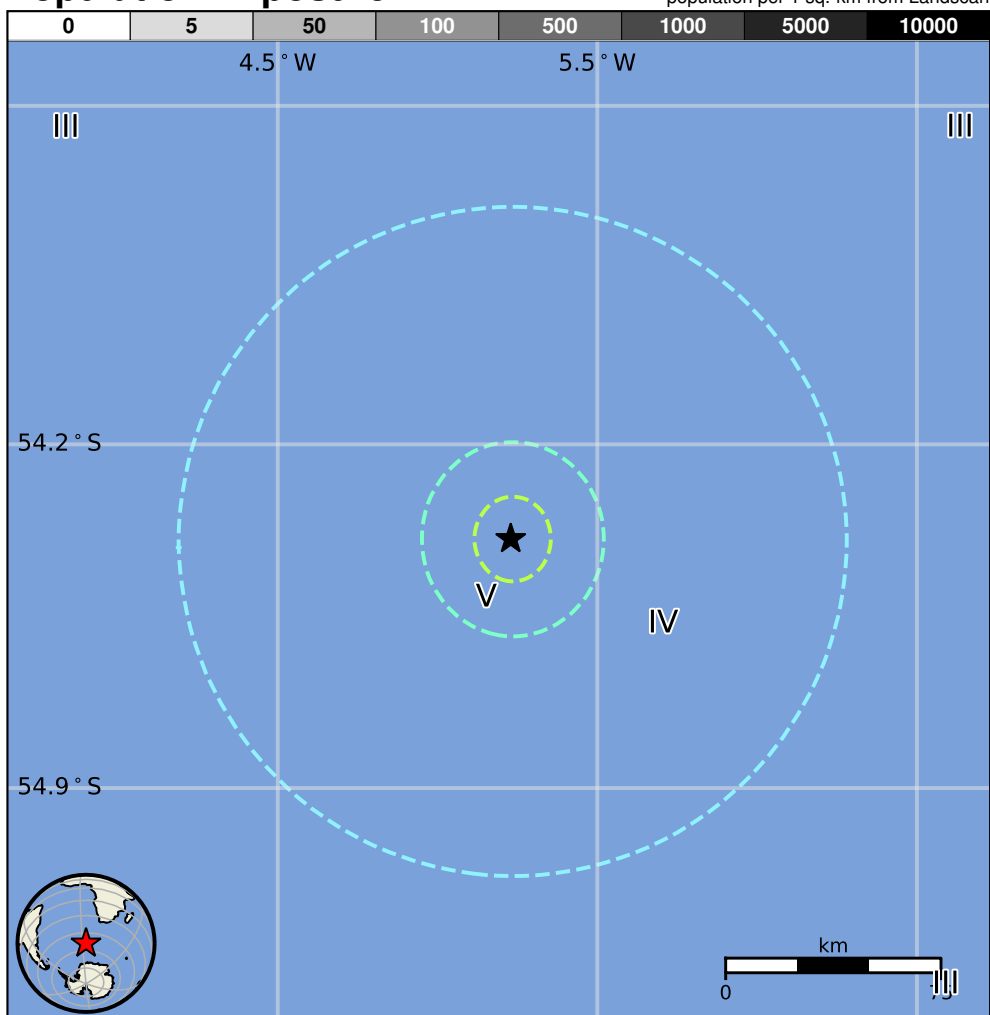 population per 1 sq. km from Landscan
0 5 50 100 500 1000 5000 10000
4.5°W 5.5°W
III III
54.2°S
V
IV
54.9°S
km
0 75
III